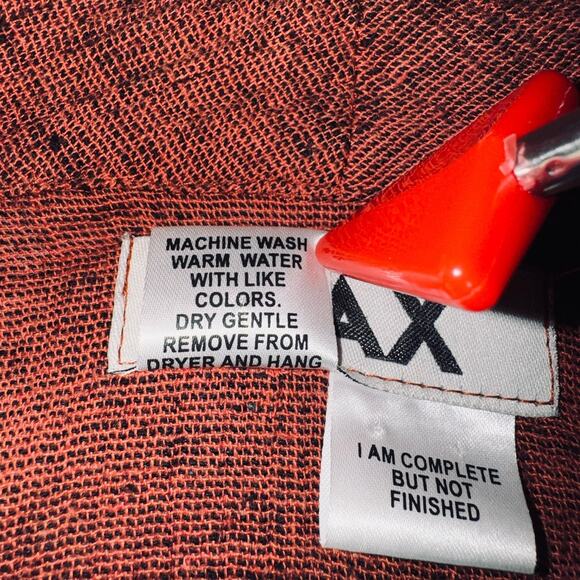 MACHINE WASH
WARM WATER
WITH LIKE
COLORS.
DRY GENTLE
REMOVE FROM
DRYER AND HANG
AX
I AM COMPLETE
BUT NOT
FINISHED